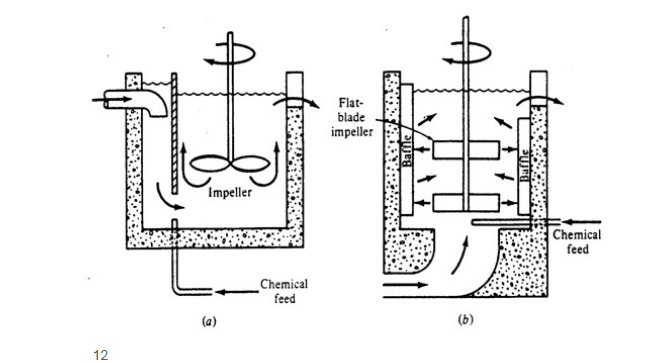 Flat-
blade
impeller
Baffle
Baffle
Impeller
Chemical
feed
Chemical
feed
(a)
(b)
12